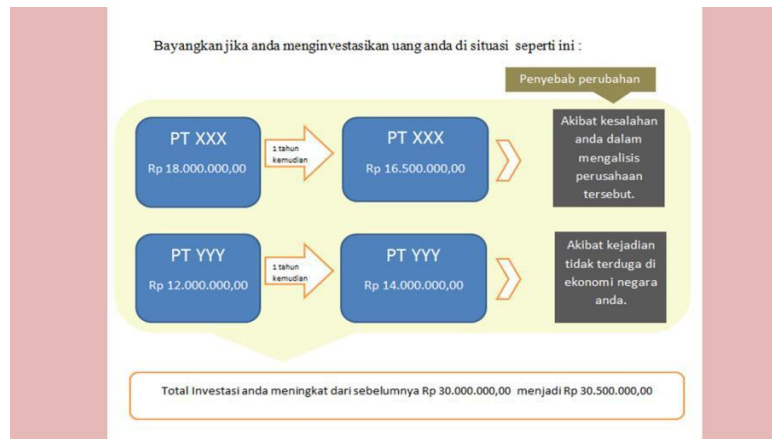 Bayangkan jika anda menginvestasikan uang anda di situasi seperti ini :
Penyebab perubahan
PT XXX
Rp 18.000.000,00
1 tahun
kemudian
PT XXX
Rp 16.500.000,00
Akibat kesalahan
anda dalam
mengalisis
perusahaan
tersebut.
PT YYY
Rp 12.000.000,00
1 tahun
kemudian
PT YYY
Rp 14.000.000,00
Akibat kejadian
tidak terduga di
ekonomi negara
anda.
Total Investasi anda meningkat dari sebelumnya Rp 30.000.000,00 menjadi Rp 30.500.000,00